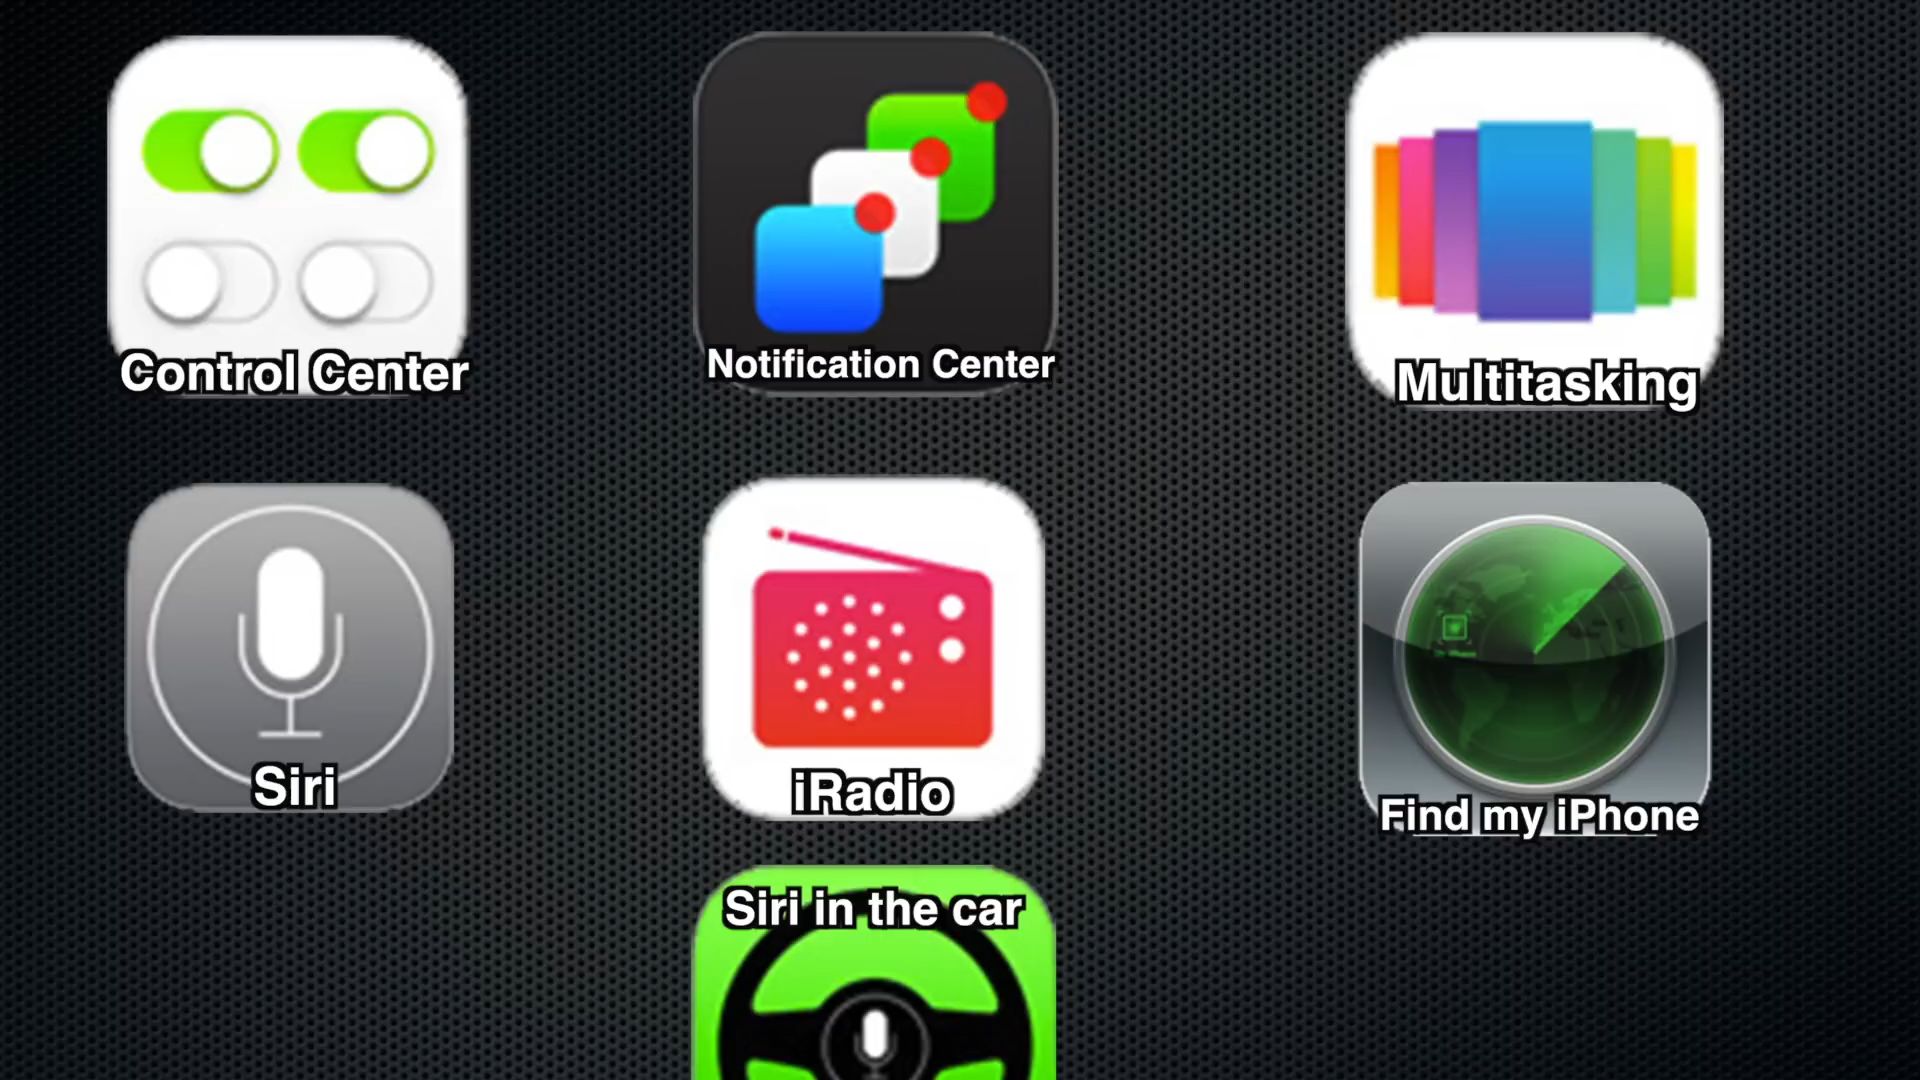 Control Center
Notification Center
Multitasking
Siri
iRadio
Find my iPhone
Siri in the car